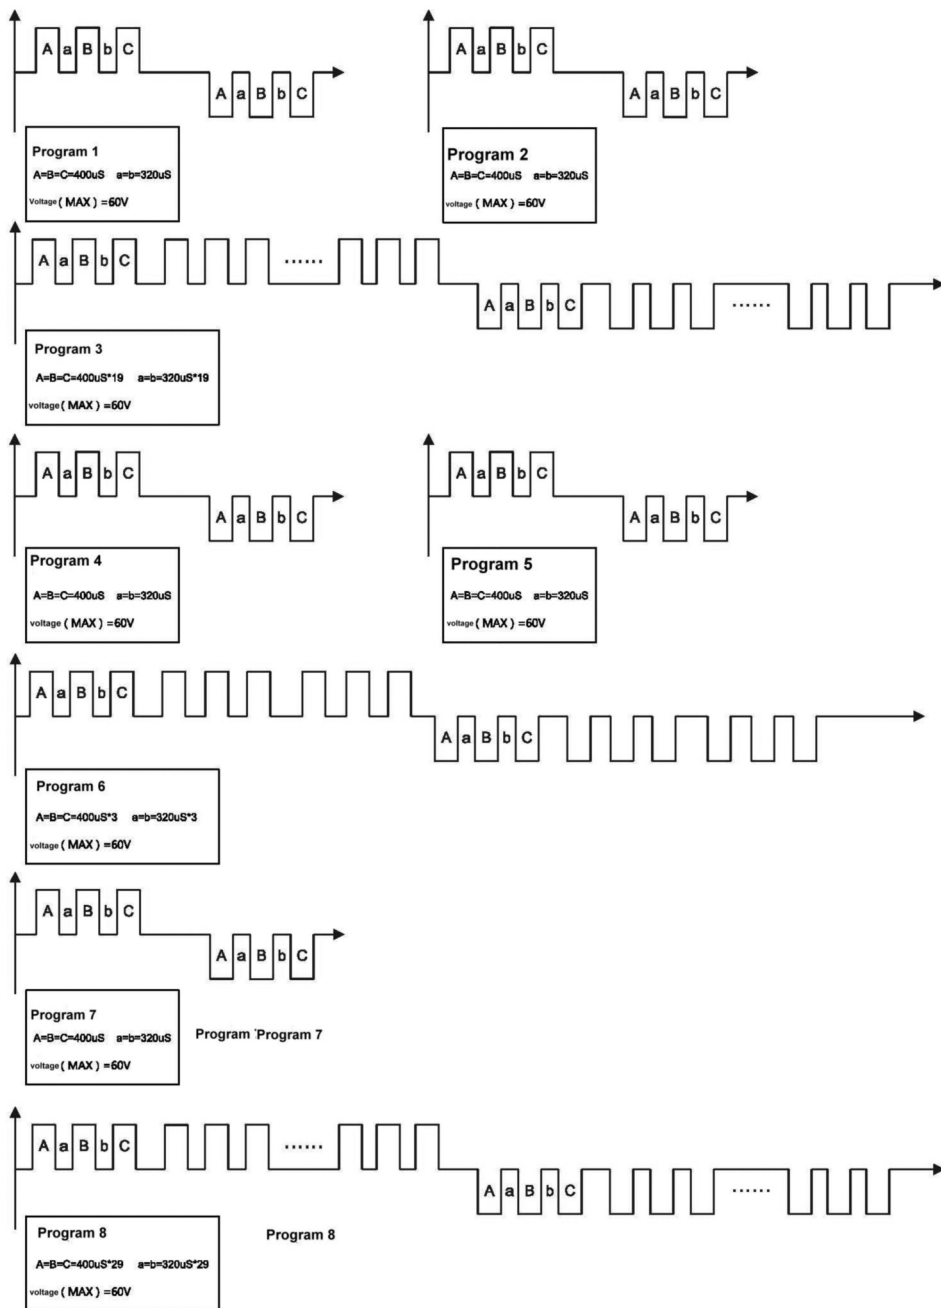 A a B b C
A a B b C
A a B b C
A a B b C
Program 1
A=B=C=400uS a=b=320uS
Voltage ( MAX ) =60V
Program 2
A=B=C=400uS a=b=320uS
voltage ( MAX ) =60V
A a B b C ......
A a B b C ......
Program 3
A=B=C=400uS*19 a=b=320uS*19
voltage ( MAX ) =60V
A a B b C
A a B b C
A a B b C
A a B b C
Program 4
A=B=C=400uS a=b=320uS
voltage ( MAX ) =60V
Program 5
A=B=C=400uS a=b=320uS
voltage ( MAX ) =60V
A a B b C
A a B b C
Program 6
A=B=C=400uS*3 a=b=320uS*3
voltage ( MAX ) =60V
A a B b C
A a B b C
Program 7
A=B=C=400uS a=b=320uS
voltage ( MAX ) =60V
Program Program 7
A a B b C ......
A a B b C ......
Program 8
A=B=C=400uS*29 a=b=320uS*29
voltage ( MAX ) =60V
Program 8